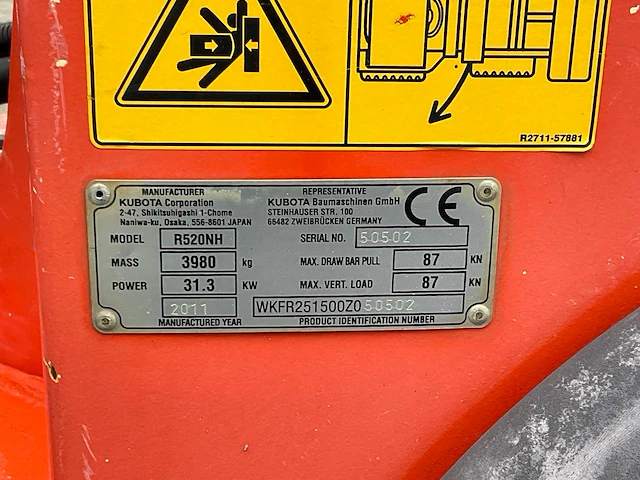 R2711-57881
MANUFACTURER
KUBOTA Corporation
2-47, Shikitsuhigashi 1-Chome
Naniwa-ku, Osaka, 556-8601 JAPAN
REPRESENTATIVE
KUBOTA Baumaschinen GmbH
STEINHAUSER STR. 100
66482 ZWEIBRÜCKEN GERMANY
CE
MODEL R520NH SERIAL NO. 50502
MASS 3980 kg MAX. DRAW BAR PULL 87 KN
POWER 31.3 KW MAX. VERT. LOAD 87 KN
2011 WKFR251500Z050502
MANUFACTURED YEAR PRODUCT IDENTIFICATION NUMBER